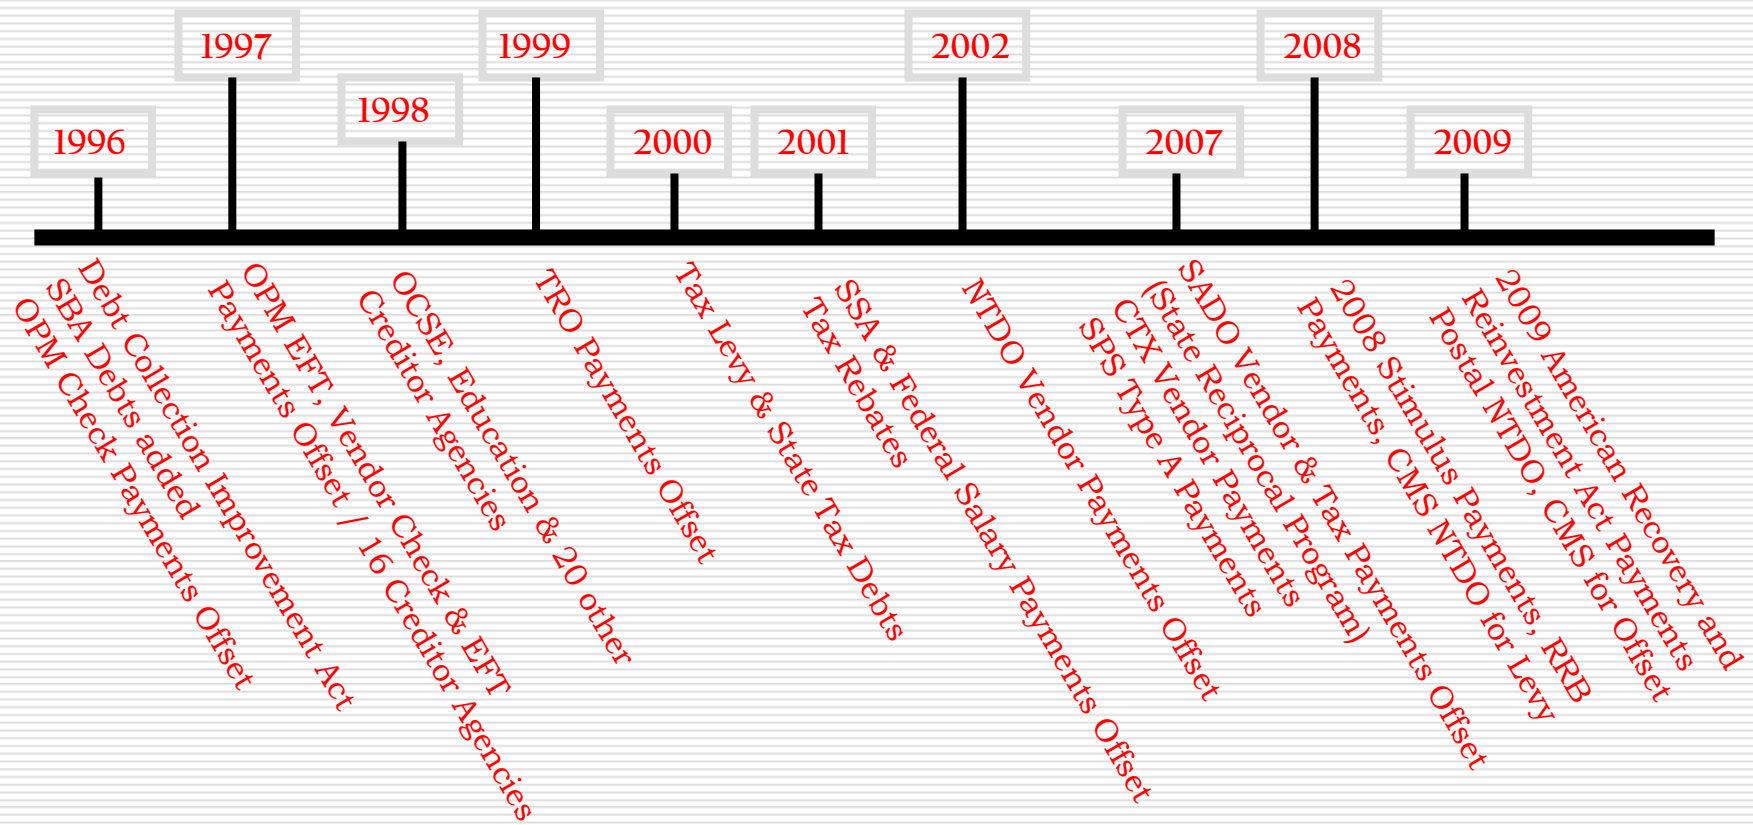 1996
1997
1998
1999
2000
2001
2002
2007
2008
2009
Debt Collection Improvement Act
SBA Debts added
OPM Check Payments Offset
OPM EFT, Vendor Check & EFT
Payments Offset / 16 Creditor Agencies
OCSE, Education & 20 other
Creditor Agencies
TRO Payments Offset
Tax Levy & State Tax Debts
SSA & Federal Salary Payments Offset
Tax Rebates
NTDO Vendor Payments Offset
SADO Vendor & Tax Payments Offset
(State Reciprocal Program)
CTX Vendor Payments
SPS Type A Payments
2008 Stimulus Payments, RRB
Payments, CMS NTDO for Levy
2009 American Recovery and
Reinvestment Act Payments
Postal NTDO, CMS for Offset